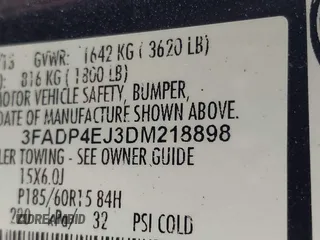 GVWR: 1642 KG ( 3620 LB)
816 KG ( 1800 LB)
MOTOR VEHICLE SAFETY, BUMPER,
DATE OF MANUFACTURE SHOWN ABOVE.
3FADP4EJ3DM218898
TOWING - SEE OWNER GUIDE
15X6.0J
P185/60R15 84H
32 PSI COLD